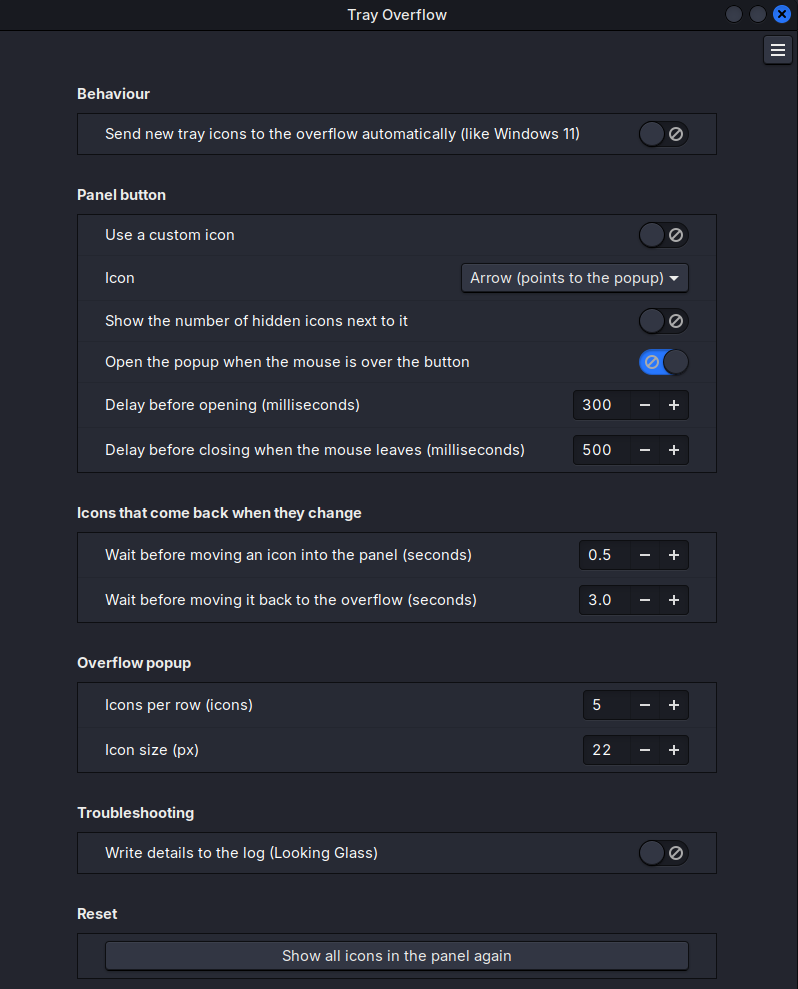 Tray Overflow
Behaviour
Send new tray icons to the overflow automatically (like Windows 11)
Panel button
Use a custom icon
Icon
Arrow (points to the popup)
Show the number of hidden icons next to it
Open the popup when the mouse is over the button
Delay before opening (milliseconds)
300
Delay before closing when the mouse leaves (milliseconds)
500
Icons that come back when they change
Wait before moving an icon into the panel (seconds)
0.5
Wait before moving it back to the overflow (seconds)
3.0
Overflow popup
Icons per row (icons)
5
Icon size (px)
22
Troubleshooting
Write details to the log (Looking Glass)
Reset
Show all icons in the panel again